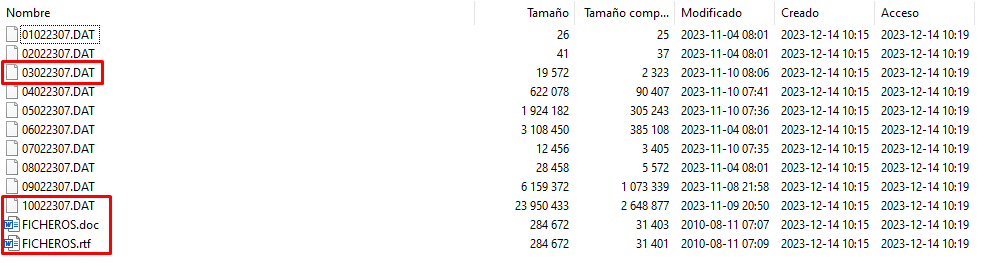 Nombre Tamaño Tamaño comp... Modificado Creado Acceso
01022307.DAT 26 25 2023-11-04 08:01 2023-12-14 10:15 2023-12-14 10:19
02022307.DAT 41 37 2023-11-04 08:01 2023-12-14 10:15 2023-12-14 10:19
03022307.DAT 19 572 2 323 2023-11-10 08:06 2023-12-14 10:15 2023-12-14 10:19
04022307.DAT 622 078 90 407 2023-11-10 07:41 2023-12-14 10:15 2023-12-14 10:19
05022307.DAT 1 924 182 305 243 2023-11-10 07:36 2023-12-14 10:15 2023-12-14 10:19
06022307.DAT 3 108 450 385 108 2023-11-04 08:01 2023-12-14 10:15 2023-12-14 10:19
07022307.DAT 12 456 3 405 2023-11-10 07:35 2023-12-14 10:15 2023-12-14 10:19
08022307.DAT 28 458 5 572 2023-11-04 08:01 2023-12-14 10:15 2023-12-14 10:19
09022307.DAT 6 159 372 1 073 339 2023-11-08 21:58 2023-12-14 10:15 2023-12-14 10:19
10022307.DAT 23 950 433 2 648 877 2023-11-09 20:50 2023-12-14 10:15 2023-12-14 10:19
FICHEROS.doc 284 672 31 403 2010-08-11 07:07 2023-12-14 10:15 2023-12-14 10:19
FICHEROS.rtf 284 672 31 401 2010-08-11 07:09 2023-12-14 10:15 2023-12-14 10:19